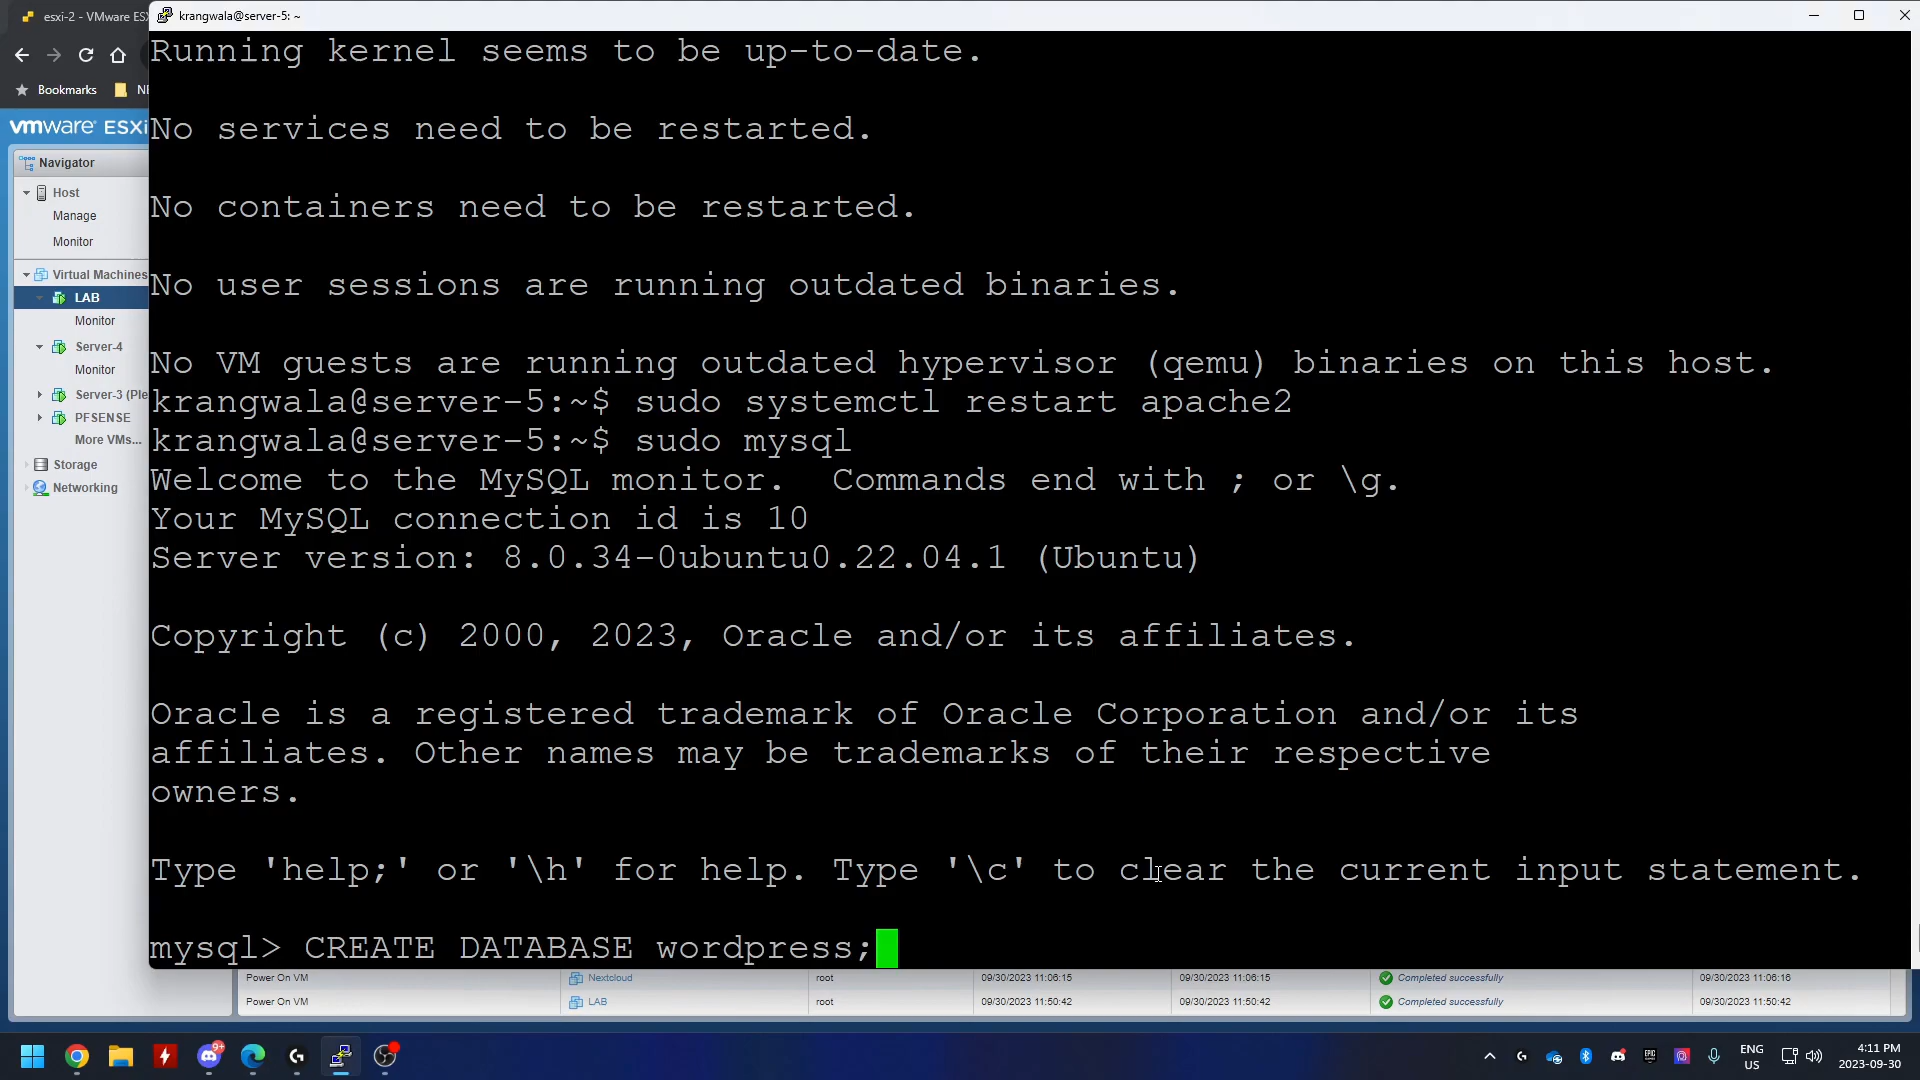 esxi-2 - VMware ESX
krangwala@server-5: ~
Bookmarks
NE
vmware ESXi
Navigator
Host
Manage
Monitor
Virtual Machines
LAB
Monitor
Server-4
Monitor
Server-3 (Ple
PFSENSE
More VMs...
Storage
Networking
Running kernel seems to be up-to-date.
No services need to be restarted.
No containers need to be restarted.
No user sessions are running outdated binaries.
No VM guests are running outdated hypervisor (qemu) binaries on this host.
krangwala@server-5:~$ sudo systemctl restart apache2
krangwala@server-5:~$ sudo mysql
Welcome to the MySQL monitor.  Commands end with ; or \g.
Your MySQL connection id is 10
Server version: 8.0.34-0ubuntu0.22.04.1 (Ubuntu)
Copyright (c) 2000, 2023, Oracle and/or its affiliates.
Oracle is a registered trademark of Oracle Corporation and/or its
affiliates. Other names may be trademarks of their respective
owners.
Type 'help;' or '\h' for help. Type '\c' to clear the current input statement.
mysql> CREATE DATABASE wordpress;
Power On VM Nextcloud root 09/30/2023 11:06:15 09/30/2023 11:06:15 Completed successfully 09/30/2023 11:06:16
Power On VM LAB root 09/30/2023 11:50:42 09/30/2023 11:50:42 Completed successfully 09/30/2023 11:50:42
9+
EPIC
ENG
US
4:11 PM
2023-09-30